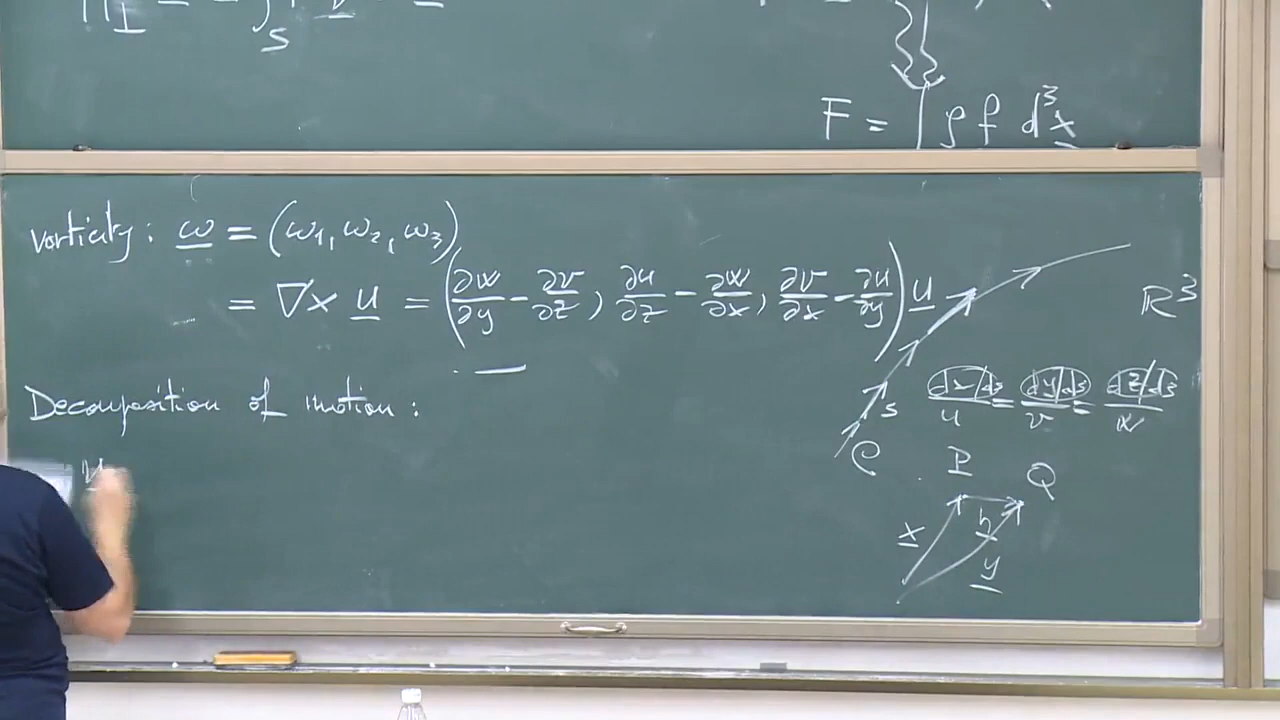 F = ∫ ρ f d³x
vorticity : ω = (ω₁, ω₂, ω₃)
= ∇× u = (∂w/∂y − ∂v/∂z, ∂u/∂z − ∂w/∂x, ∂v/∂x − ∂u/∂y)
u
R³
s
C
(dx/ds)/u = (dy/ds)/v = (dz/ds)/w
Decomposition of motion :
u
P
Q
x
h
y